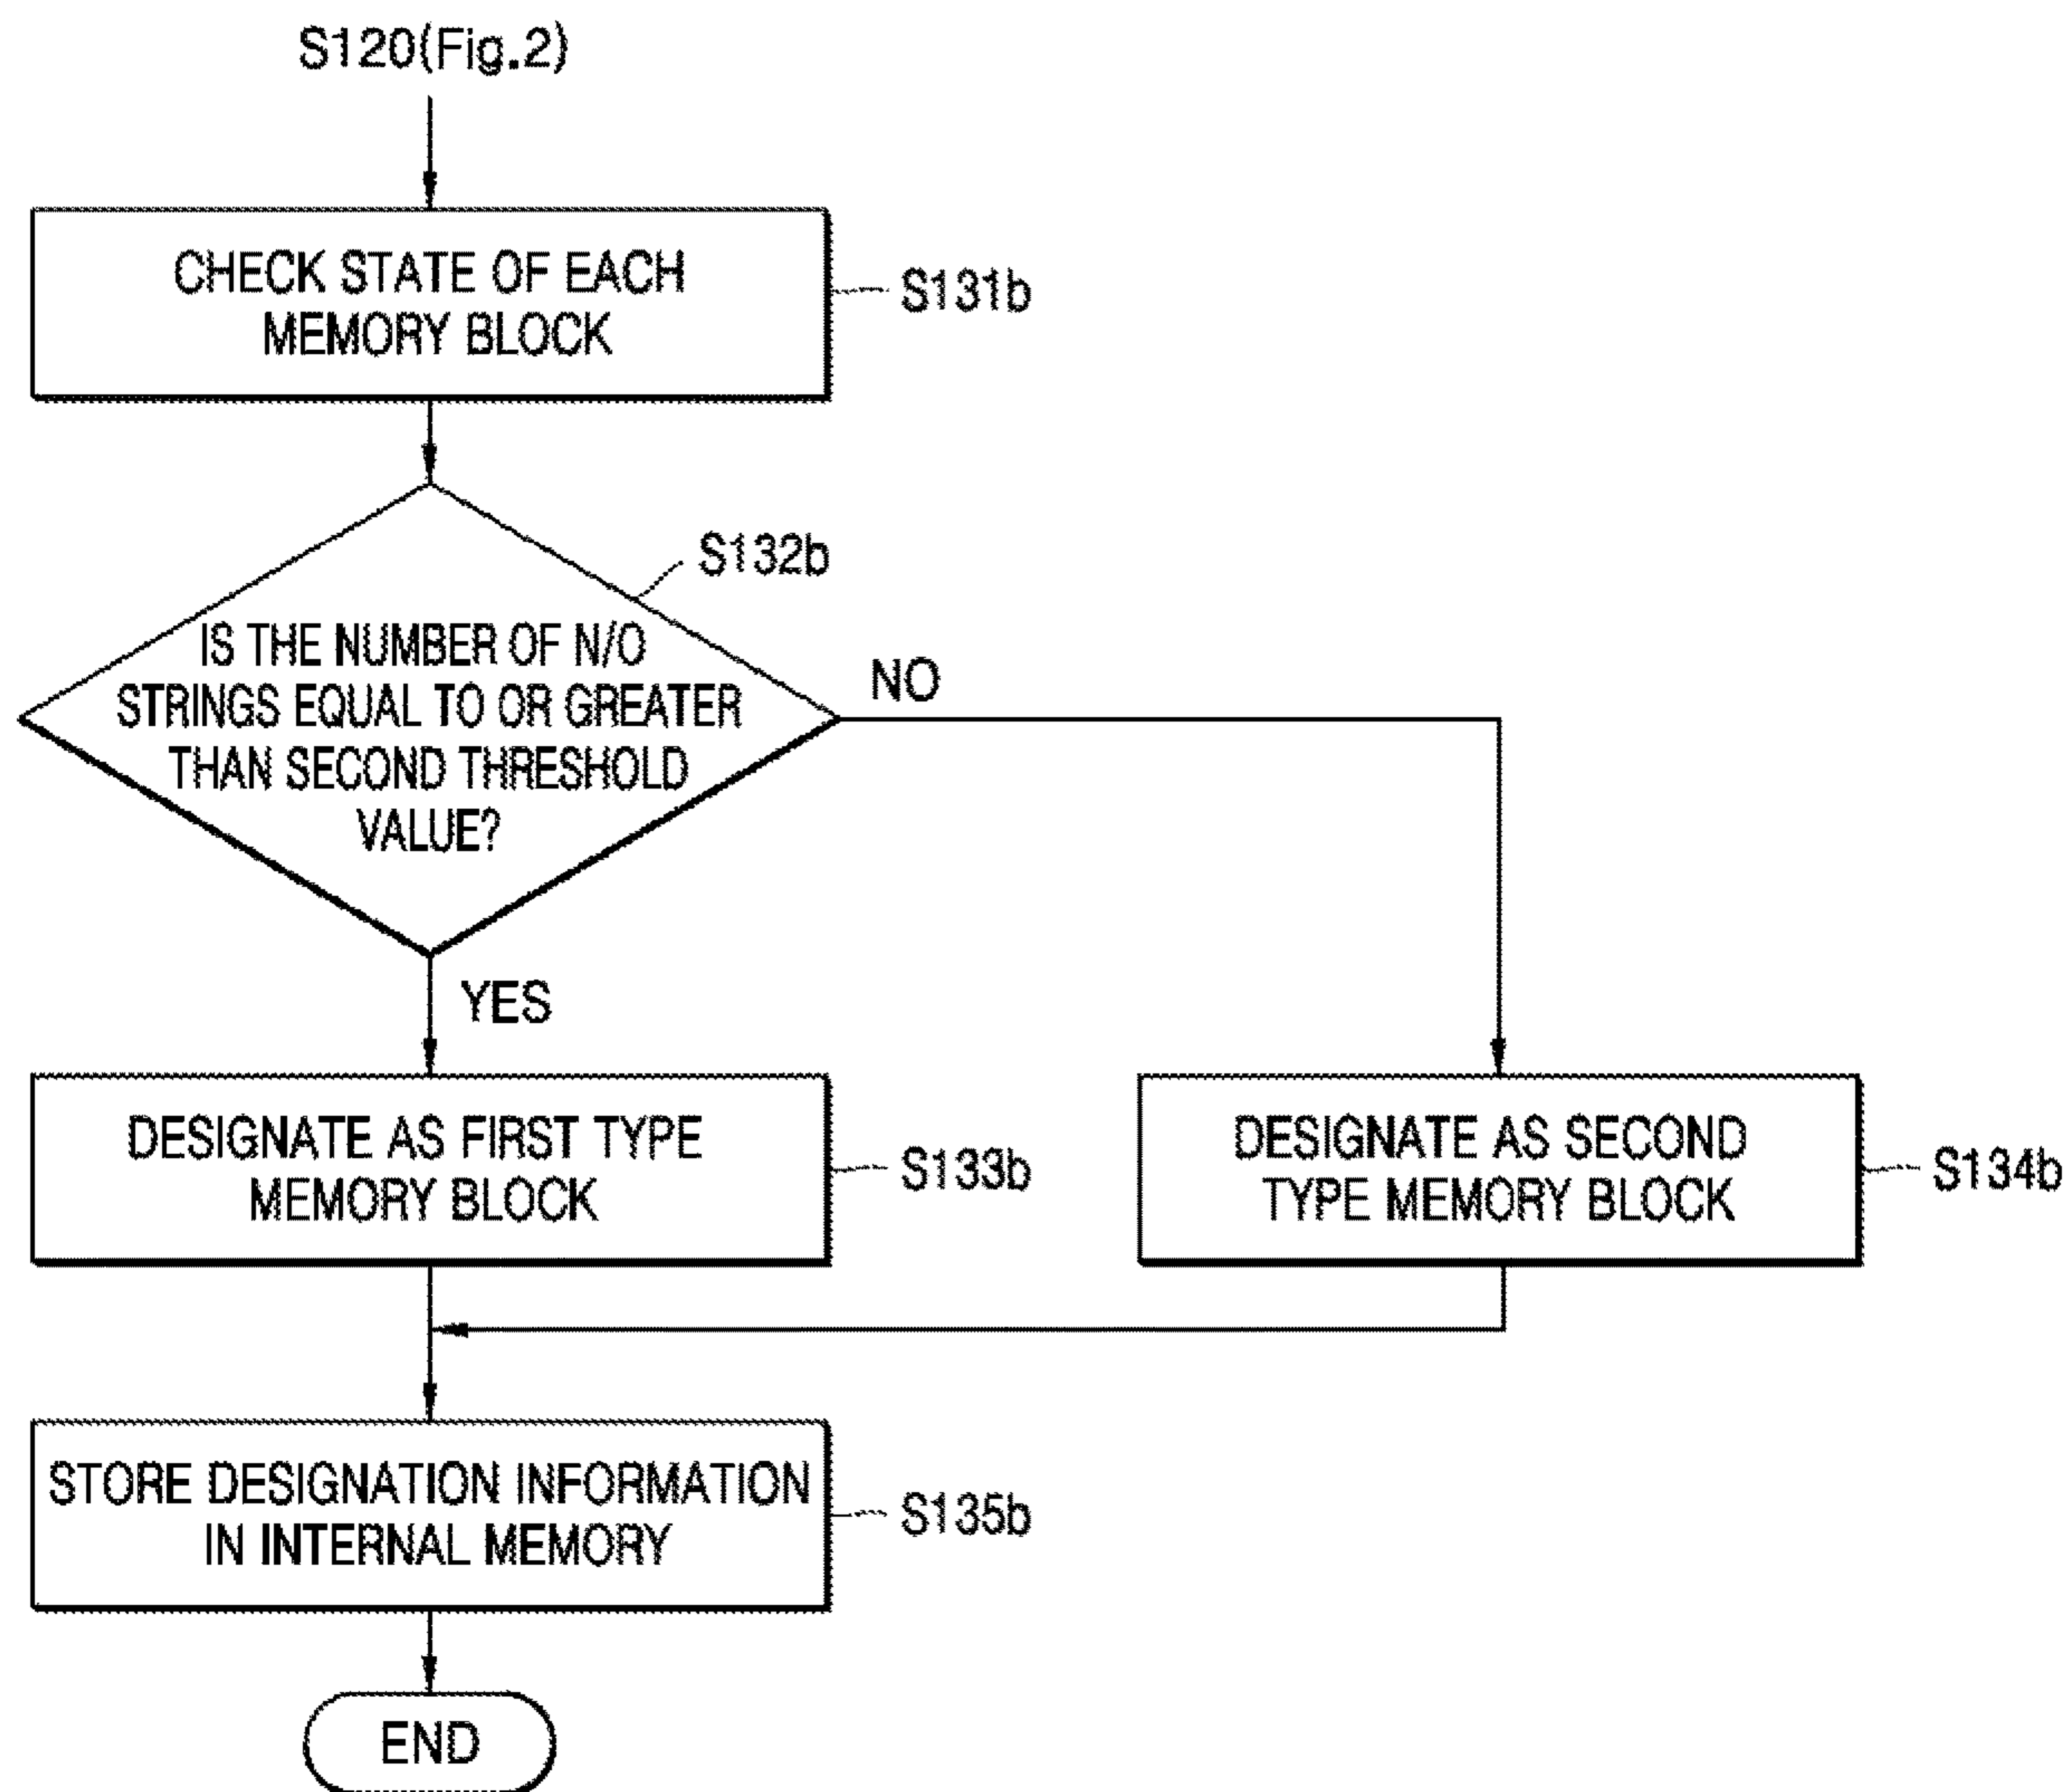 S120(Fig.2)
CHECK STATE OF EACH
MEMORY BLOCK
S131b
S132b
IS THE NUMBER OF N/O
STRINGS EQUAL TO OR GREATER
THAN SECOND THRESHOLD
VALUE?
NO
YES
DESIGNATE AS FIRST TYPE
MEMORY BLOCK
S133b
DESIGNATE AS SECOND
TYPE MEMORY BLOCK
S134b
STORE DESIGNATION INFORMATION
IN INTERNAL MEMORY
S135b
END